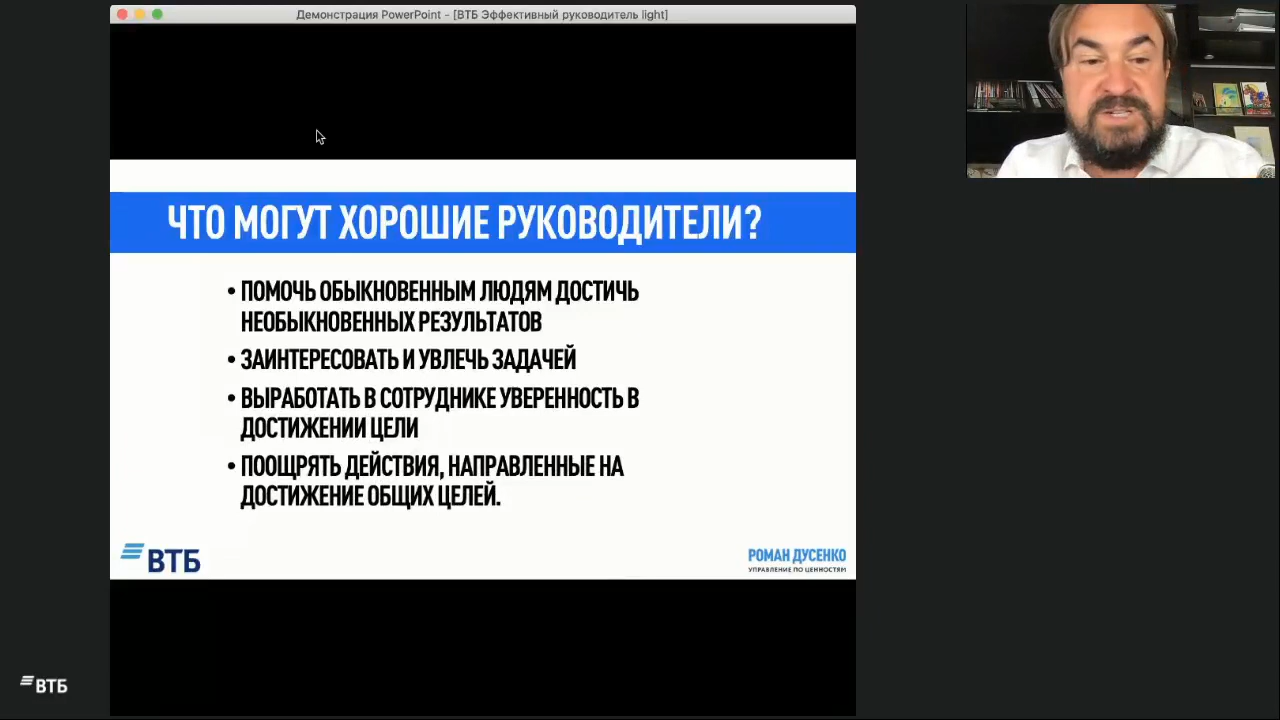 Демонстрация PowerPoint - [ВТБ Эффективный руководитель light]
ЧТО МОГУТ ХОРОШИЕ РУКОВОДИТЕЛИ?
• ПОМОЧЬ ОБЫКНОВЕННЫМ ЛЮДЯМ ДОСТИЧЬ
НЕОБЫКНОВЕННЫХ РЕЗУЛЬТАТОВ
• ЗАИНТЕРЕСОВАТЬ И УВЛЕЧЬ ЗАДАЧЕЙ
• ВЫРАБОТАТЬ В СОТРУДНИКЕ УВЕРЕННОСТЬ В
ДОСТИЖЕНИИ ЦЕЛИ
• ПООЩРЯТЬ ДЕЙСТВИЯ, НАПРАВЛЕННЫЕ НА
ДОСТИЖЕНИЕ ОБЩИХ ЦЕЛЕЙ.
ВТБ
РОМАН ДУСЕНКО
УПРАВЛЕНИЕ ПО ЦЕННОСТЯМ
ВТБ